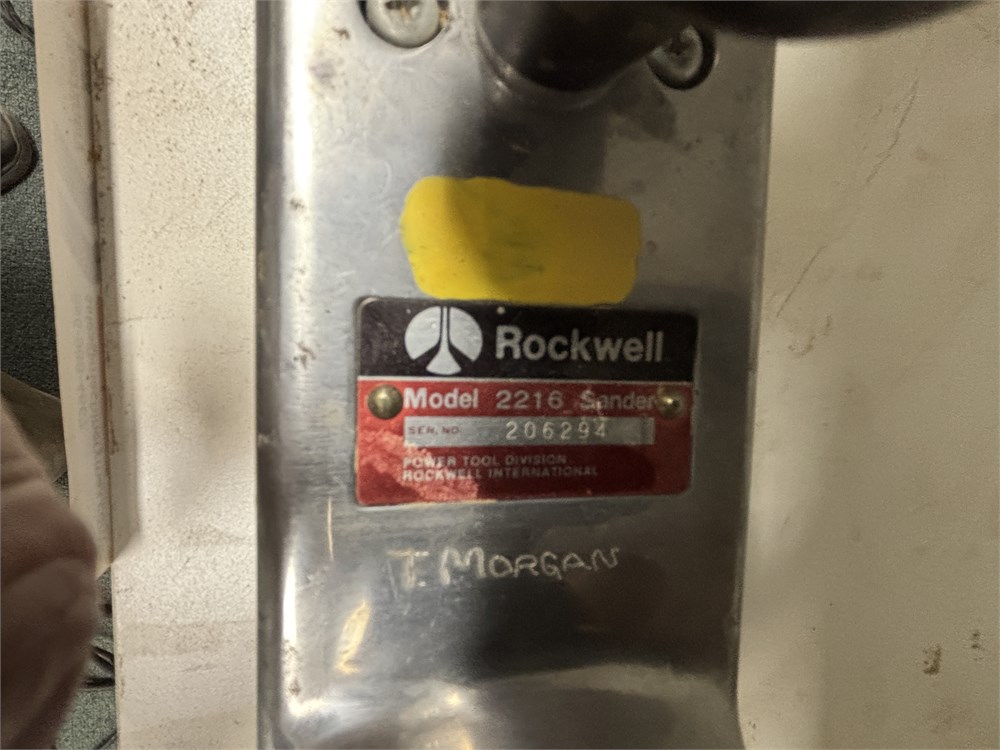 Rockwell
Model 2216 Sander
SER. NO. 206294
POWER TOOL DIVISION
ROCKWELL INTERNATIONAL
T. MORGAN